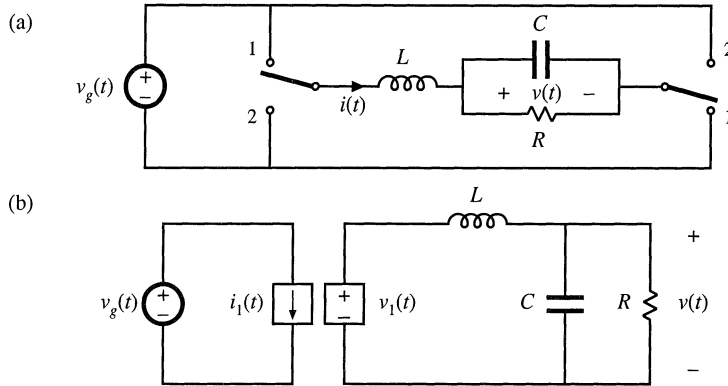 (a)
1
2
v_g(t)
+
−
i(t)
L
C
+ v(t) −
R
2
1
(b)
v_g(t)
+
−
i_1(t)
+
−
v_1(t)
L
C
R
+
v(t)
−